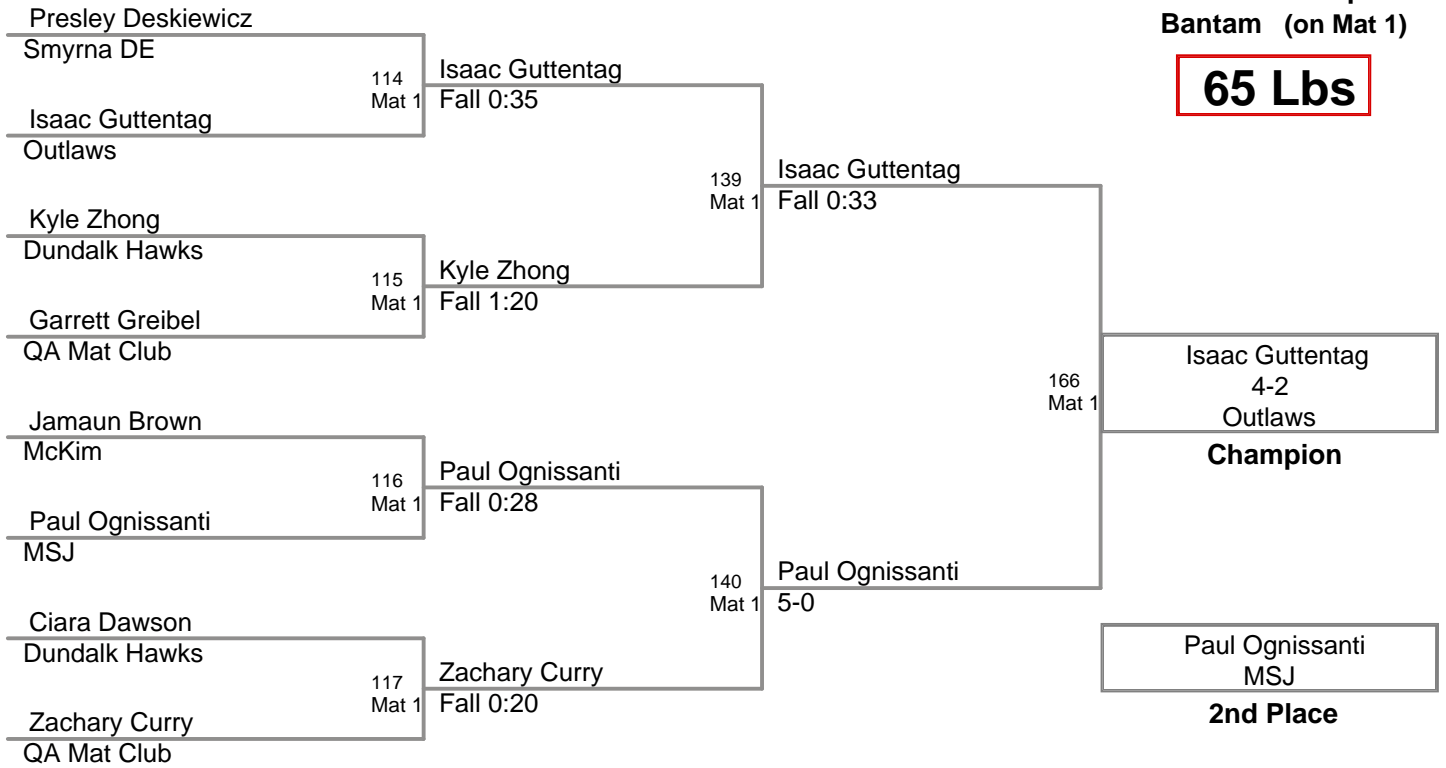 Bantam (on Mat 1)
65 Lbs
Presley Deskiewicz
Smyrna DE
114
Mat 1
Isaac Guttentag
Fall 0:35
Isaac Guttentag
Outlaws
139
Mat 1
Isaac Guttentag
Fall 0:33
Kyle Zhong
Dundalk Hawks
115
Mat 1
Kyle Zhong
Fall 1:20
Garrett Greibel
QA Mat Club
166
Mat 1
Isaac Guttentag
4-2
Outlaws
Champion
Jamaun Brown
McKim
116
Mat 1
Paul Ognissanti
Fall 0:28
Paul Ognissanti
MSJ
140
Mat 1
Paul Ognissanti
5-0
Ciara Dawson
Dundalk Hawks
117
Mat 1
Zachary Curry
Fall 0:20
Zachary Curry
QA Mat Club
Paul Ognissanti
MSJ
2nd Place